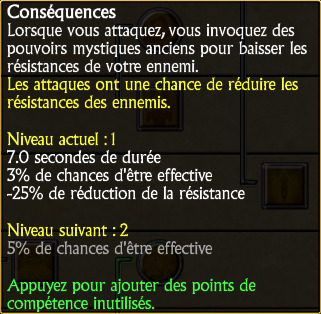 Conséquences
Lorsque vous attaquez, vous invoquez des
pouvoirs mystiques anciens pour baisser les
résistances de votre ennemi.
Les attaques ont une chance de réduire les
résistances des ennemis.
Niveau actuel : 1
7.0 secondes de durée
3% de chances d'être effective
-25% de réduction de la résistance
Niveau suivant : 2
5% de chances d'être effective
Appuyez pour ajouter des points de
compétence inutilisés.